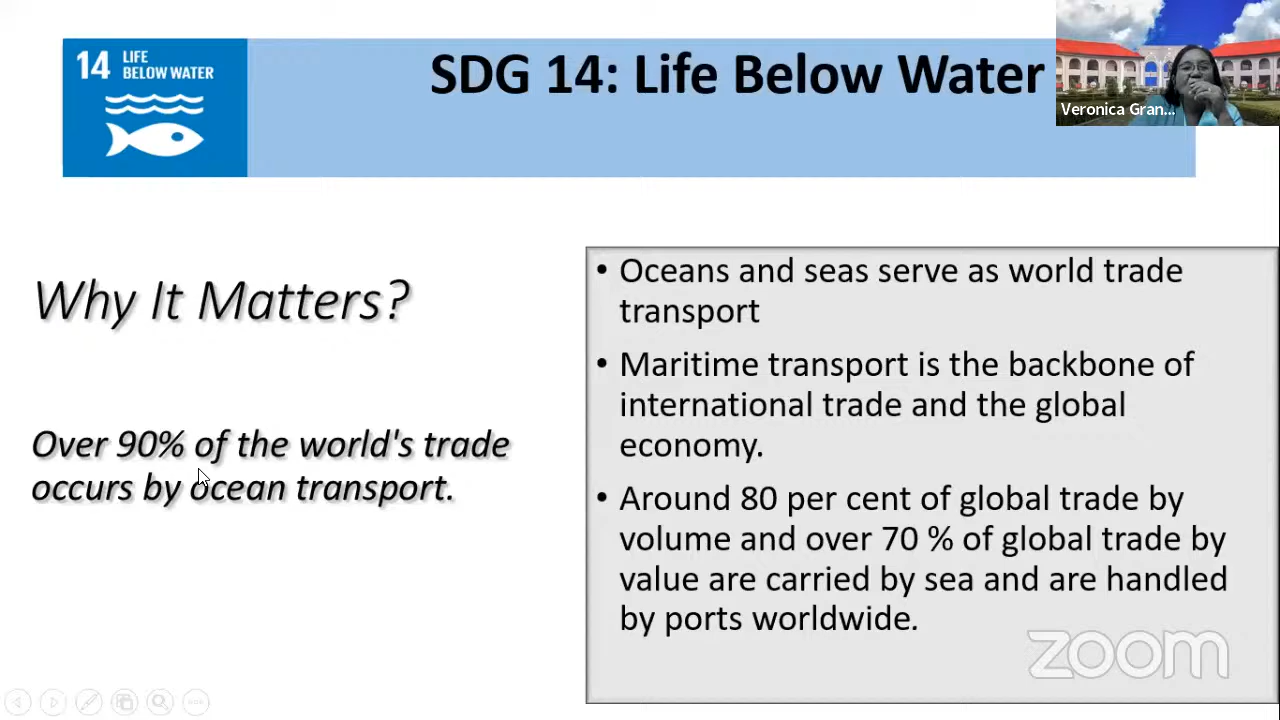 14 LIFE
BELOW WATER
SDG 14: Life Below Water
Veronica Gran...
Why It Matters?
Over 90% of the world's trade
occurs by ocean transport.
• Oceans and seas serve as world trade
transport
• Maritime transport is the backbone of
international trade and the global
economy.
• Around 80 per cent of global trade by
volume and over 70 % of global trade by
value are carried by sea and are handled
by ports worldwide.
zoom